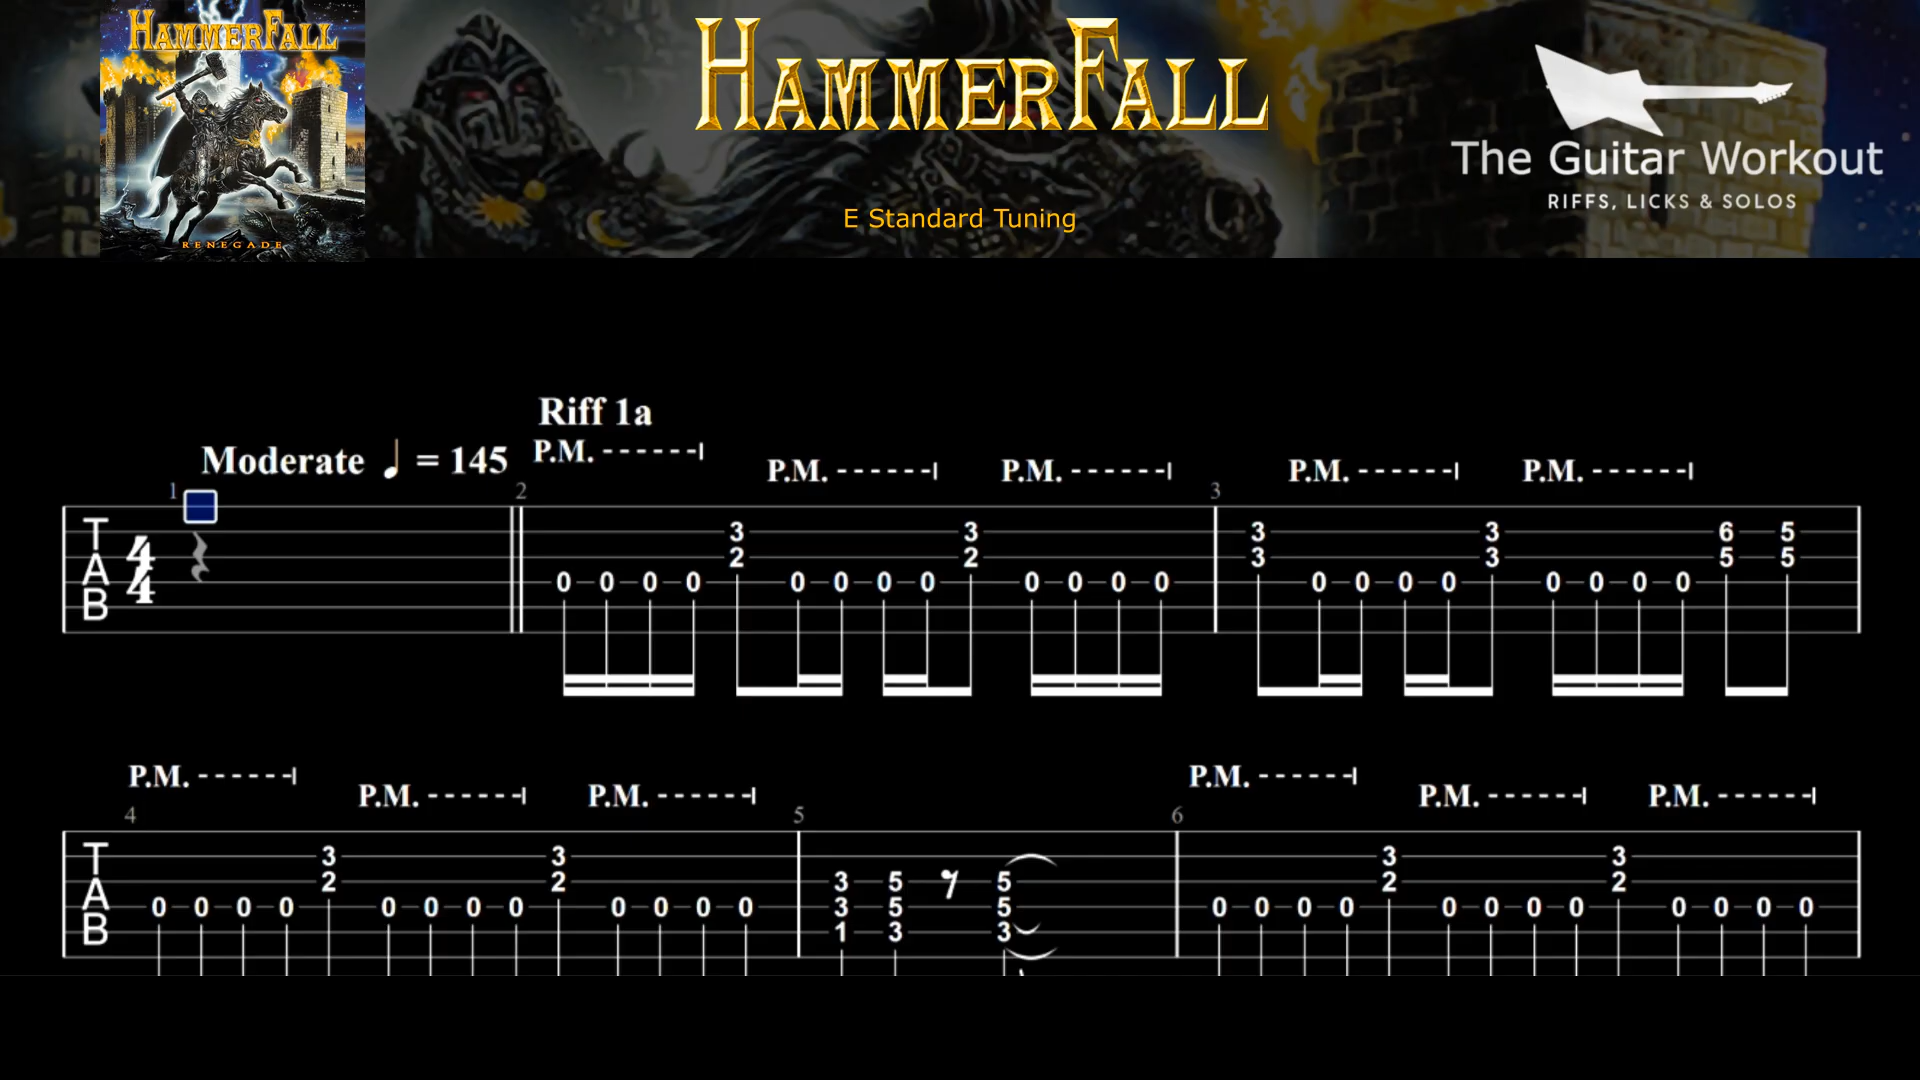 HAMMERFALL
RENEGADE
HAMMERFALL
E Standard Tuning
The Guitar Workout
RIFFS, LICKS & SOLOS
Riff 1a
Moderate ♩ = 145
P.M. ------| P.M. ------| P.M. ------| P.M. ------| P.M. ------|
1 2 3
T A B
4 4
3 3 3 3 6 5
2 2 3 3 5 5
0 0 0 0 0 0 0 0 0 0 0 0 0 0 0 0 0 0 0 0
P.M. ------| P.M. ------| P.M. ------| P.M. ------| P.M. ------| P.M. ------|
4 5 6
T A B
3 3 3 3
2 2 3 5 5 2 2
0 0 0 0 0 0 0 0 0 0 0 0 3 5 5 0 0 0 0 0 0 0 0 0 0 0 0
1 3 3